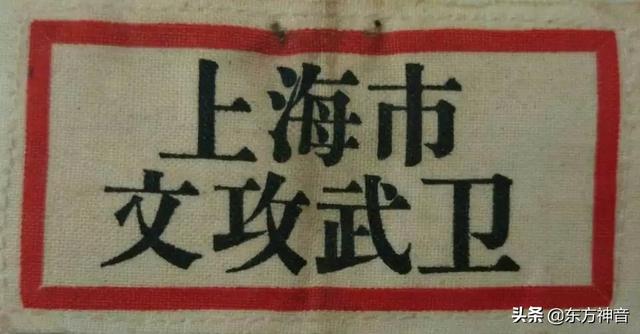 上海市
文攻武卫
头条 @东方神音